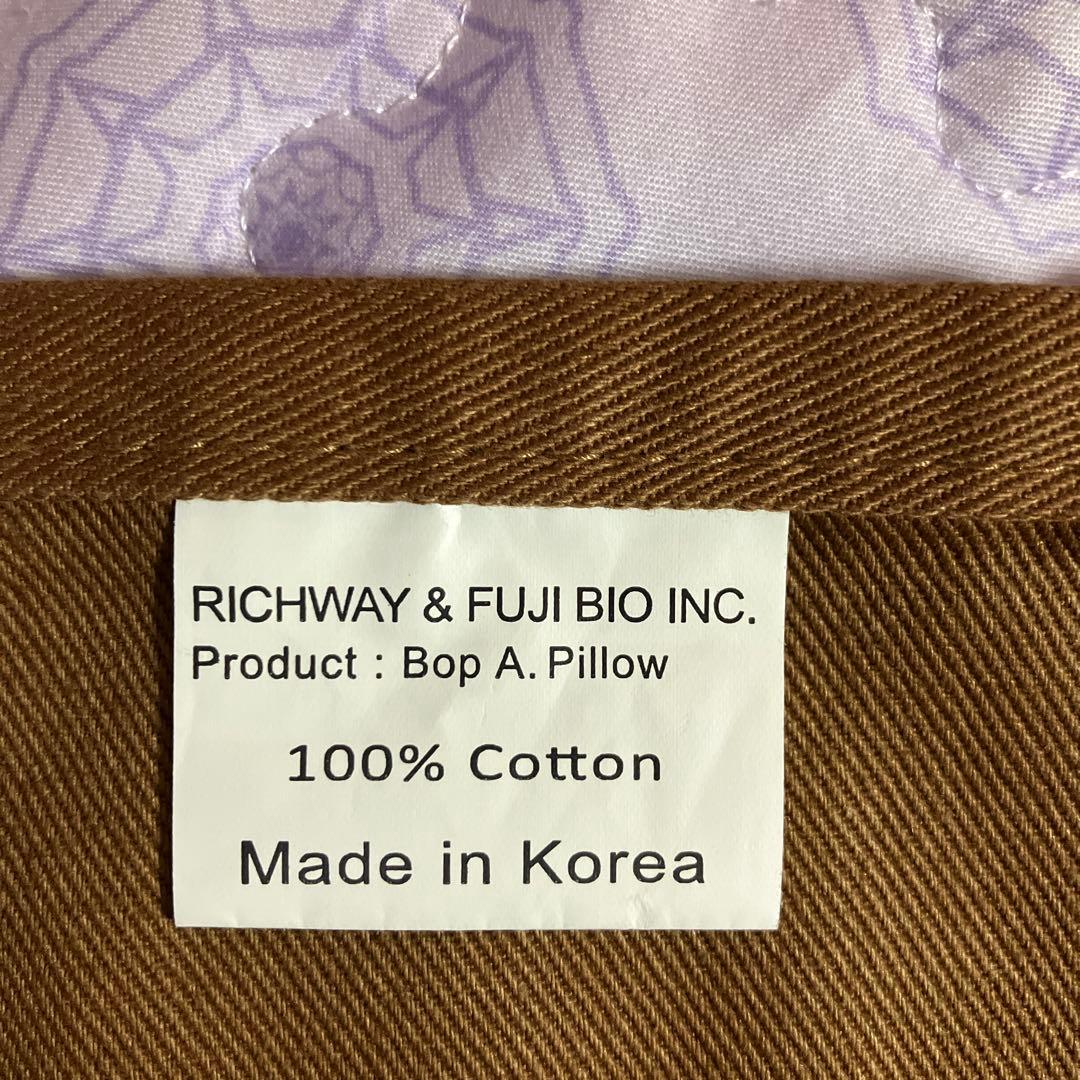 RICHWAY & FUJI BIO INC.
Product : Bop A. Pillow
100% Cotton
Made in Korea